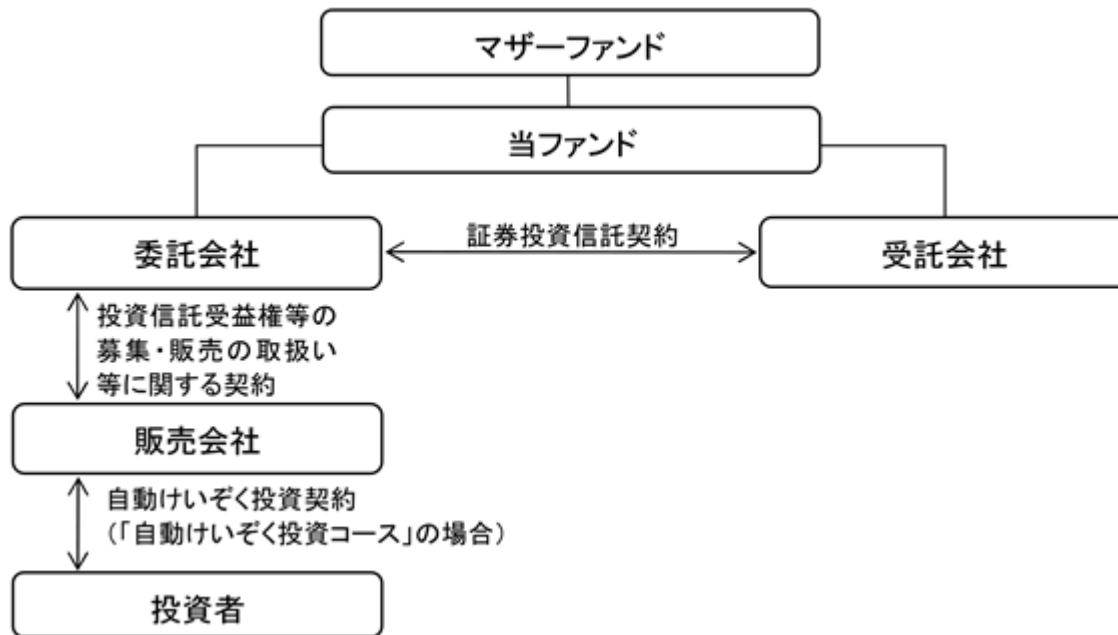 マザーファンド
当ファンド
委託会社
証券投資信託契約
受託会社
投資信託受益権等の
募集・販売の取扱い
等に関する契約
販売会社
自動けいぞく投資契約
(「自動けいぞく投資コース」の場合)
投資者